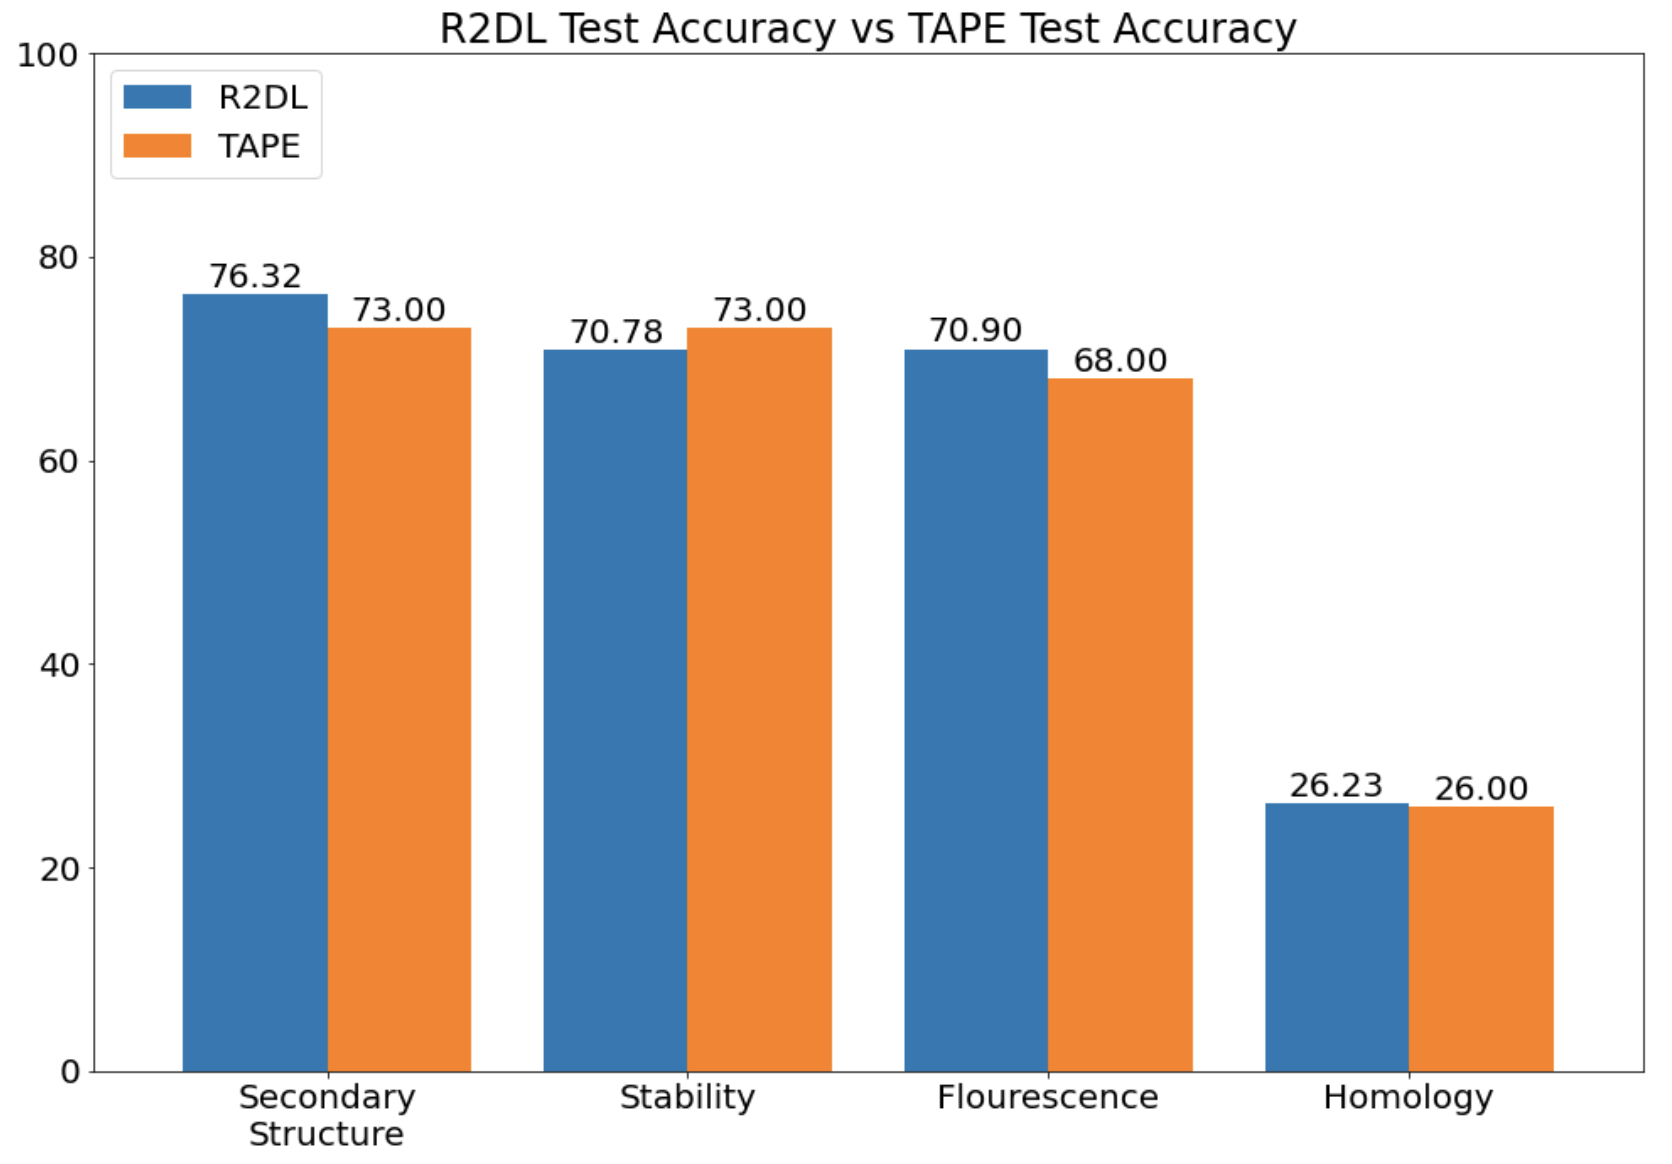 R2DL Test Accuracy vs TAPE Test Accuracy
100
80
60
40
20
0
R2DL
TAPE
76.32
73.00
70.78
73.00
70.90
68.00
26.23
26.00
Secondary
Structure
Stability
Flourescence
Homology